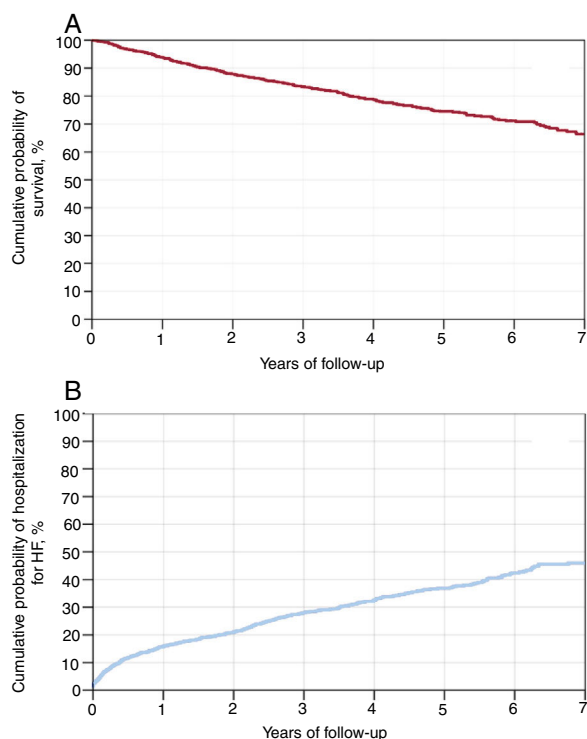 A
100
90
80
70
60
50
40
30
20
10
0
Cumulative probability of
survival, %
0 1 2 3 4 5 6 7
Years of follow-up
B
100
90
80
70
60
50
40
30
20
10
0
Cumulative probability of hospitalization
for HF, %
0 1 2 3 4 5 6 7
Years of follow-up